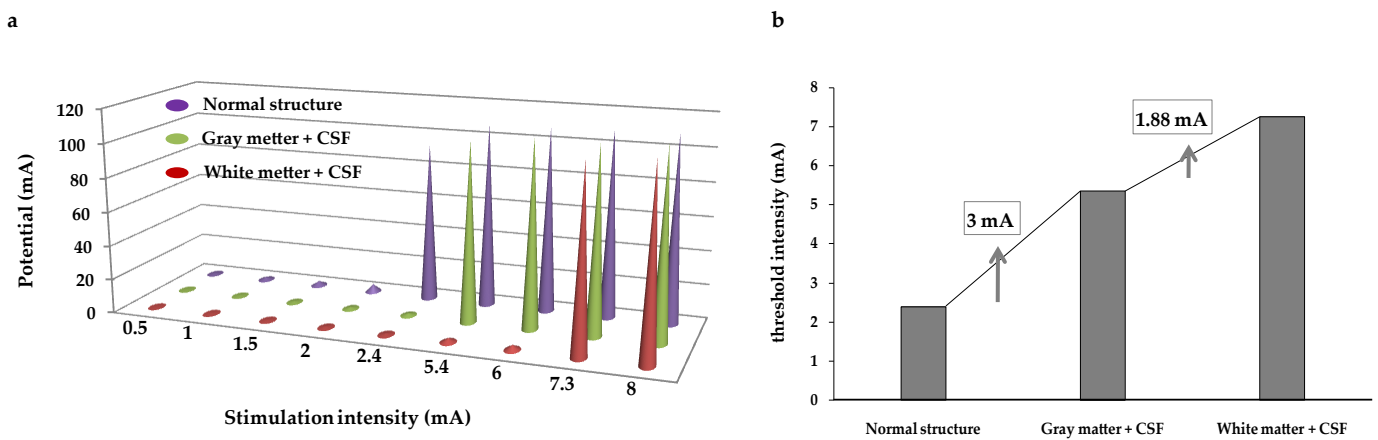 a
120
100
80
60
40
20
0
Potential (mA)
Normal structure
Gray metter + CSF
White metter + CSF
0.5
1
1.5
2
2.4
5.4
6
7.3
8
Stimulation intensity (mA)
b
8
7
6
5
4
3
2
1
0
threshold intensity (mA)
3 mA
1.88 mA
Normal structure
Gray matter + CSF
White matter + CSF